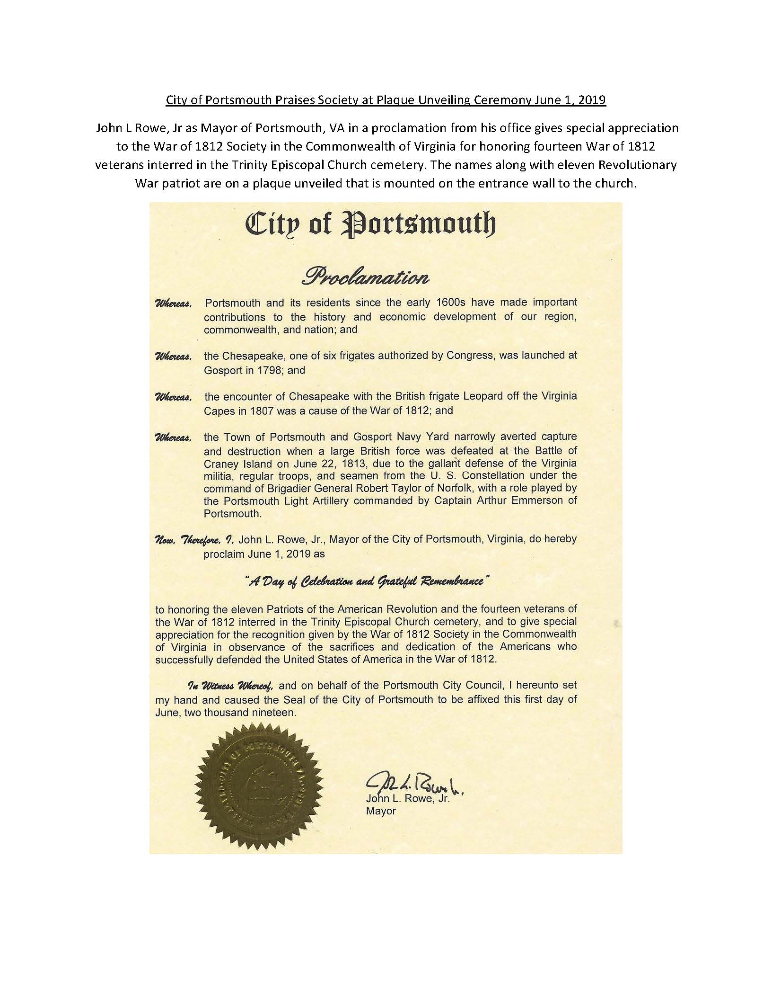 City of Portsmouth Praises Society at Plaque Unveiling Ceremony June 1, 2019
John L Rowe, Jr as Mayor of Portsmouth, VA in a proclamation from his office gives special appreciation
to the War of 1812 Society in the Commonwealth of Virginia for honoring fourteen War of 1812
veterans interred in the Trinity Episcopal Church cemetery. The names along with eleven Revolutionary
War patriot are on a plaque unveiled that is mounted on the entrance wall to the church.
City of Portsmouth
Proclamation
Whereas, Portsmouth and its residents since the early 1600s have made important
contributions to the history and economic development of our region,
commonwealth, and nation; and
Whereas, the Chesapeake, one of six frigates authorized by Congress, was launched at
Gosport in 1798; and
Whereas, the encounter of Chesapeake with the British frigate Leopard off the Virginia
Capes in 1807 was a cause of the War of 1812; and
Whereas, the Town of Portsmouth and Gosport Navy Yard narrowly averted capture
and destruction when a large British force was defeated at the Battle of
Craney Island on June 22, 1813, due to the gallant defense of the Virginia
militia, regular troops, and seamen from the U. S. Constellation under the
command of Brigadier General Robert Taylor of Norfolk, with a role played by
the Portsmouth Light Artillery commanded by Captain Arthur Emmerson of
Portsmouth.
Now, Therefore, I, John L. Rowe, Jr., Mayor of the City of Portsmouth, Virginia, do hereby
proclaim June 1, 2019 as
"A Day of Celebration and Grateful Remembrance"
to honoring the eleven Patriots of the American Revolution and the fourteen veterans of
the War of 1812 interred in the Trinity Episcopal Church cemetery, and to give special
appreciation for the recognition given by the War of 1812 Society in the Commonwealth
of Virginia in observance of the sacrifices and dedication of the Americans who
successfully defended the United States of America in the War of 1812.
In Witness Whereof, and on behalf of the Portsmouth City Council, I hereunto set
my hand and caused the Seal of the City of Portsmouth to be affixed this first day of
June, two thousand nineteen.
CITY OF PORTSMOUTH, VA.
John L. Rowe, Jr.
Mayor